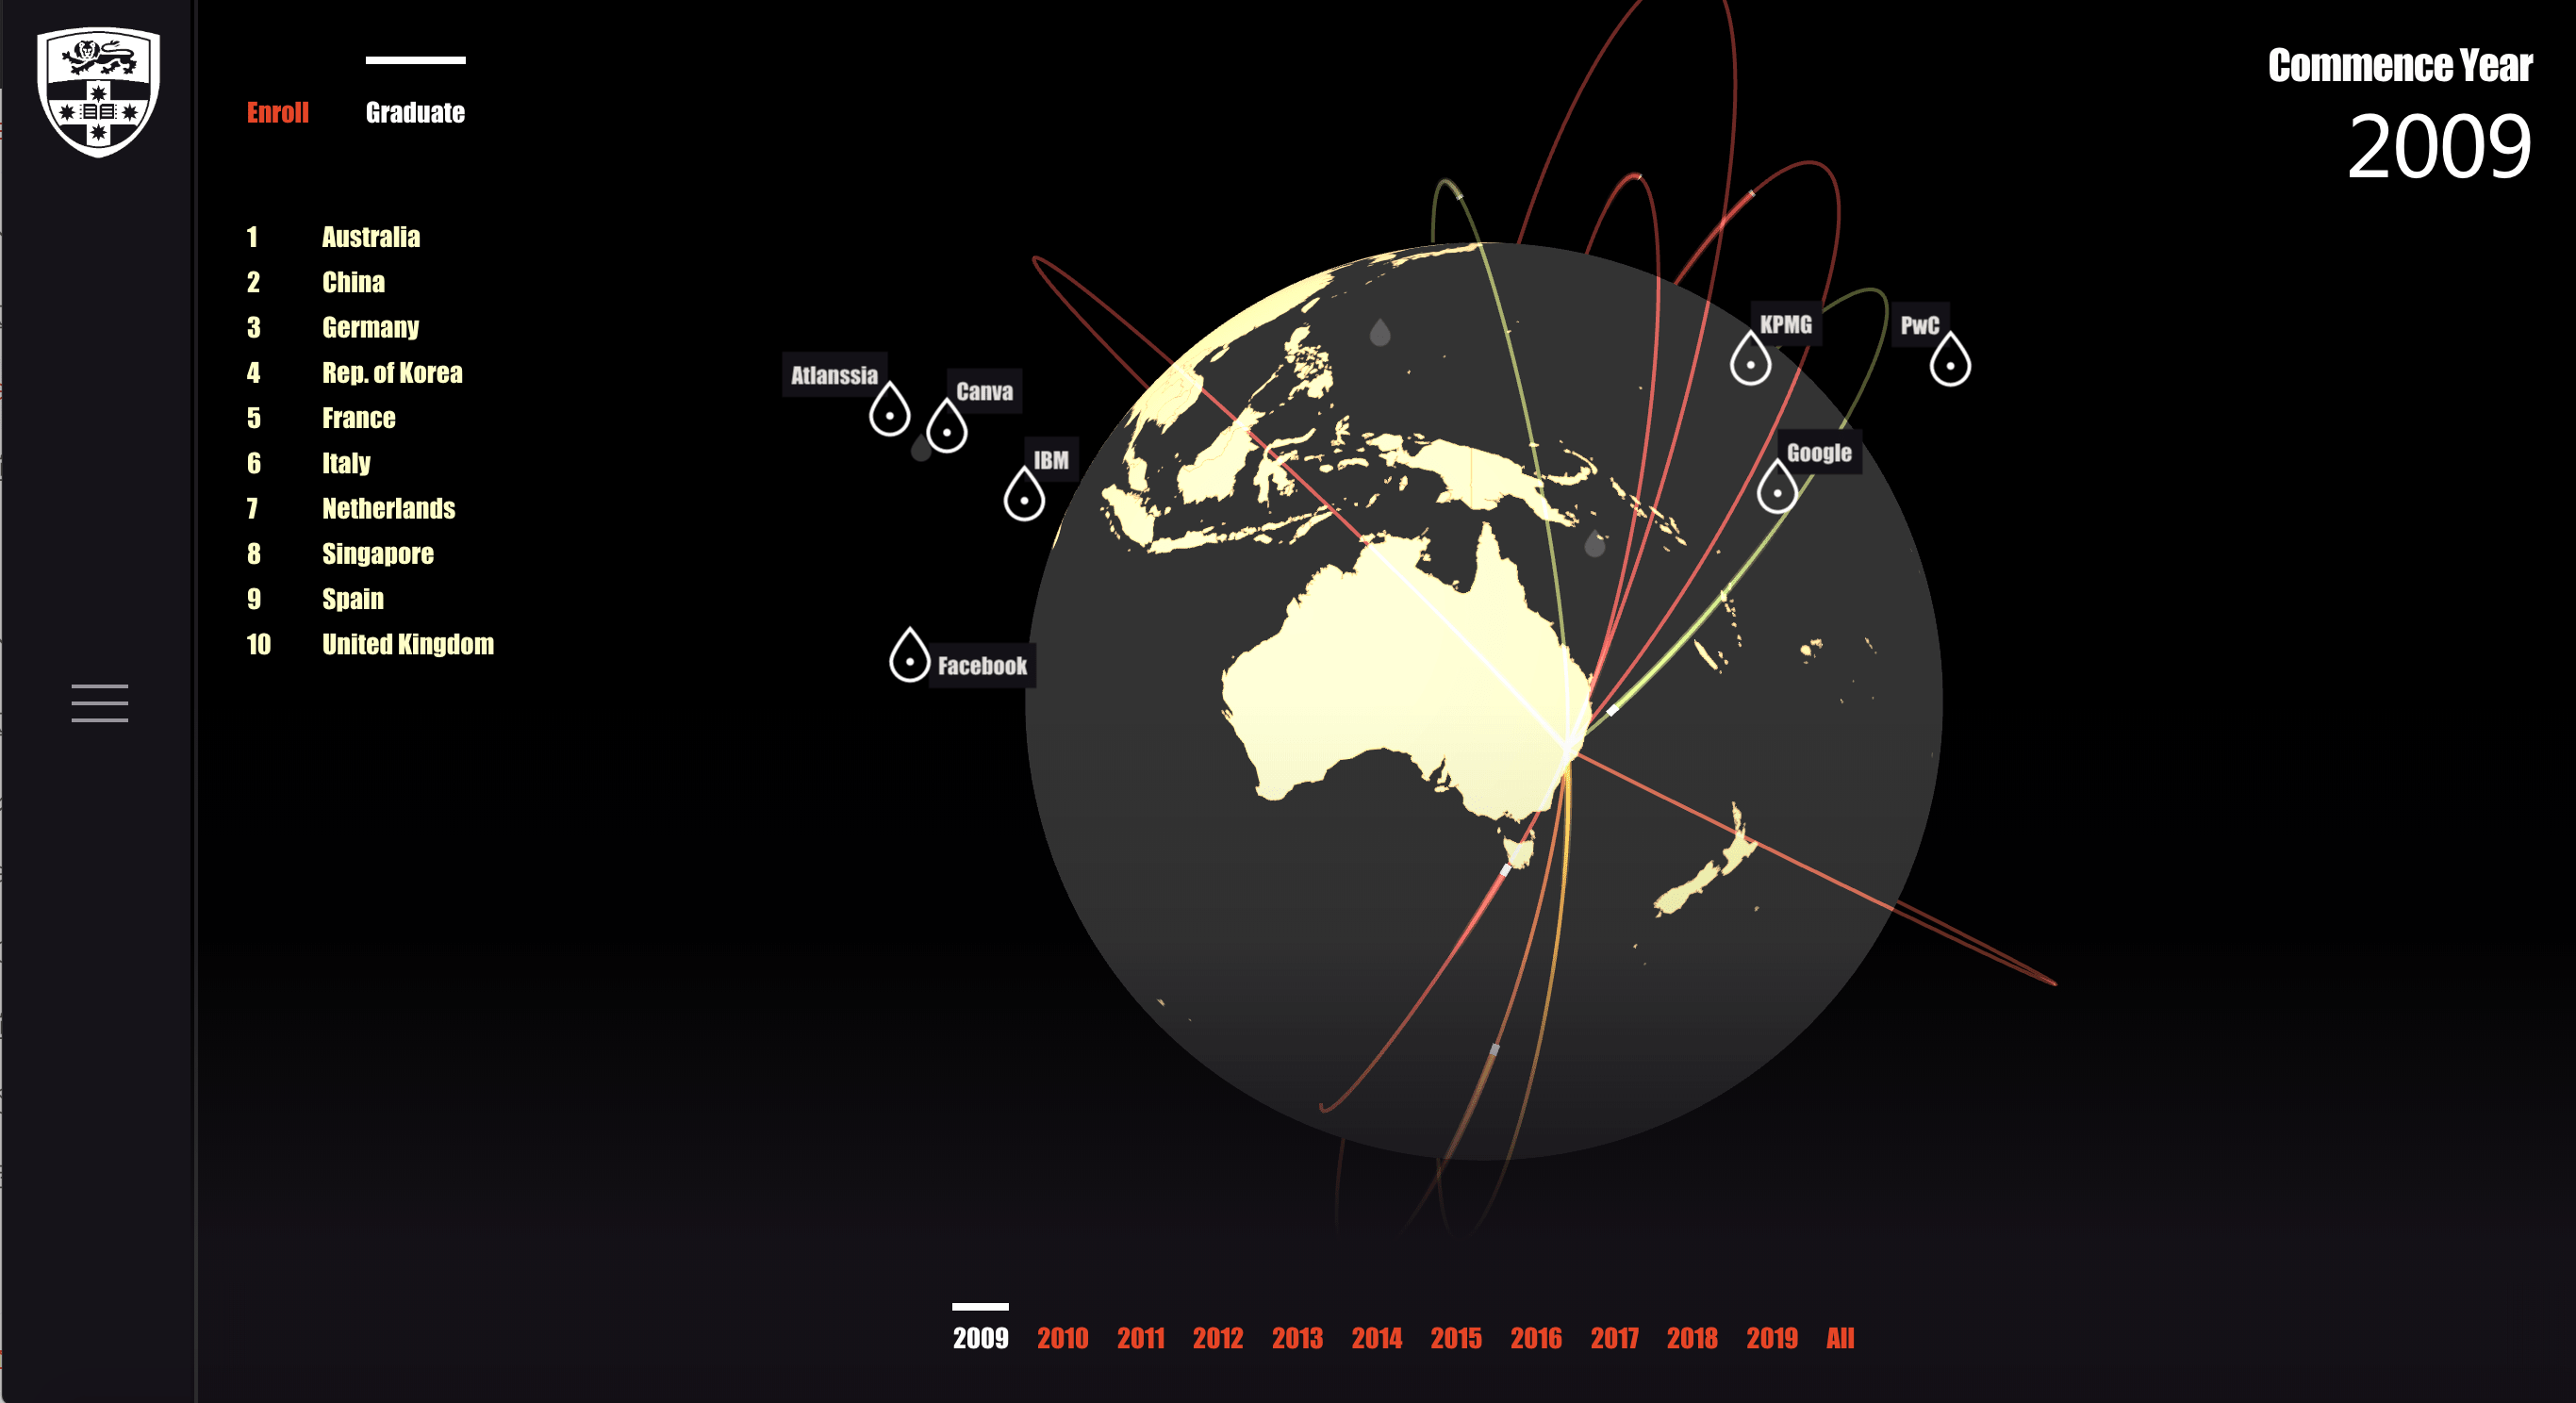 Enroll Graduate
Commence Year
2009
1 Australia
2 China
3 Germany
4 Rep. of Korea
5 France
6 Italy
7 Netherlands
8 Singapore
9 Spain
10 United Kingdom
KPMG
PwC
Atlanssia
Canva
Google
IBM
Facebook
2009 2010 2011 2012 2013 2014 2015 2016 2017 2018 2019 All